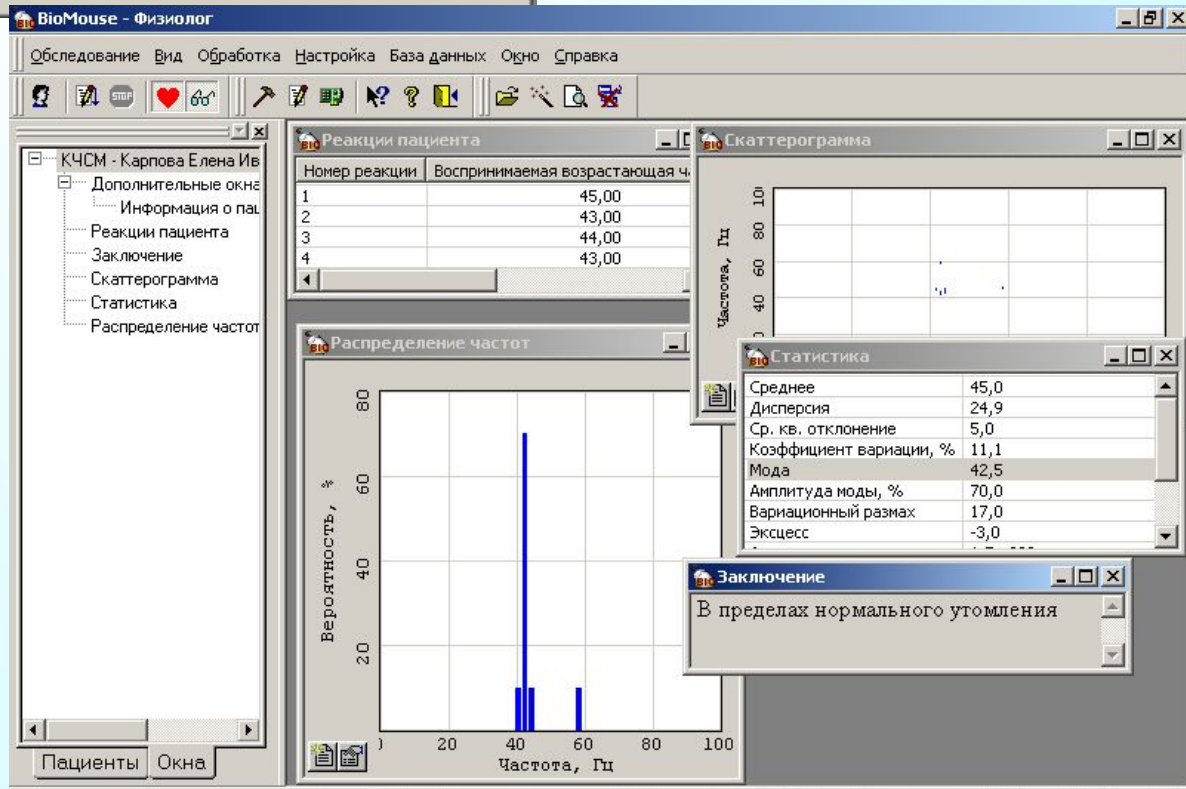 BioMouse - Физиолог
Обследование Вид Обработка Настройка База данных Окно Справка
STOP
КЧСМ - Карпова Елена Ив
Дополнительные окна
Информация о пац
Реакции пациента
Заключение
Скаттерограмма
Статистика
Распределение частот
Пациенты Окна
Реакции пациента
Номер реакции Воспринимаемая возрастающая ч
1 45,00
2 43,00
3 44,00
4 43,00
Скаттерограмма
Частота, Гц
100
80
60
40
Распределение частот
Вероятность, %
80
60
40
20
20 40 60 80 100
Частота, Гц
Статистика
Среднее 45,0
Дисперсия 24,9
Ср. кв. отклонение 5,0
Коэффициент вариации, % 11,1
Мода 42,5
Амплитуда моды, % 70,0
Вариационный размах 17,0
Эксцесс -3,0
Заключение
В пределах нормального утомления